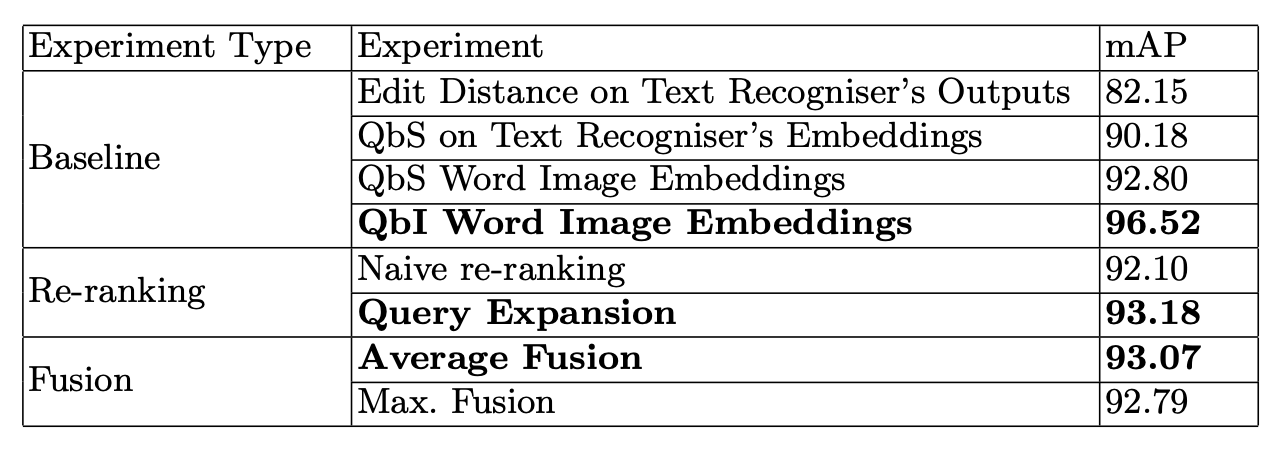 Experiment Type Experiment mAP
Baseline
Edit Distance on Text Recogniser's Outputs 82.15
QbS on Text Recogniser's Embeddings 90.18
QbS Word Image Embeddings 92.80
QbI Word Image Embeddings 96.52
Re-ranking
Naive re-ranking 92.10
Query Expansion 93.18
Fusion
Average Fusion 93.07
Max. Fusion 92.79